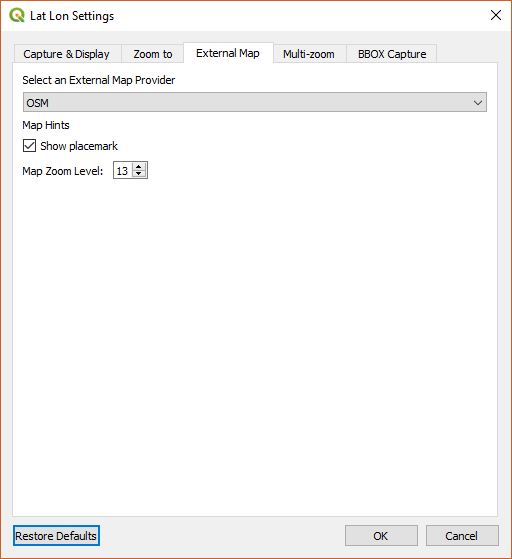 Lat Lon Settings
Capture & Display Zoom to External Map Multi-zoom BBOX Capture
Select an External Map Provider
OSM
Map Hints
Show placemark
Map Zoom Level: 13
Restore Defaults OK Cancel